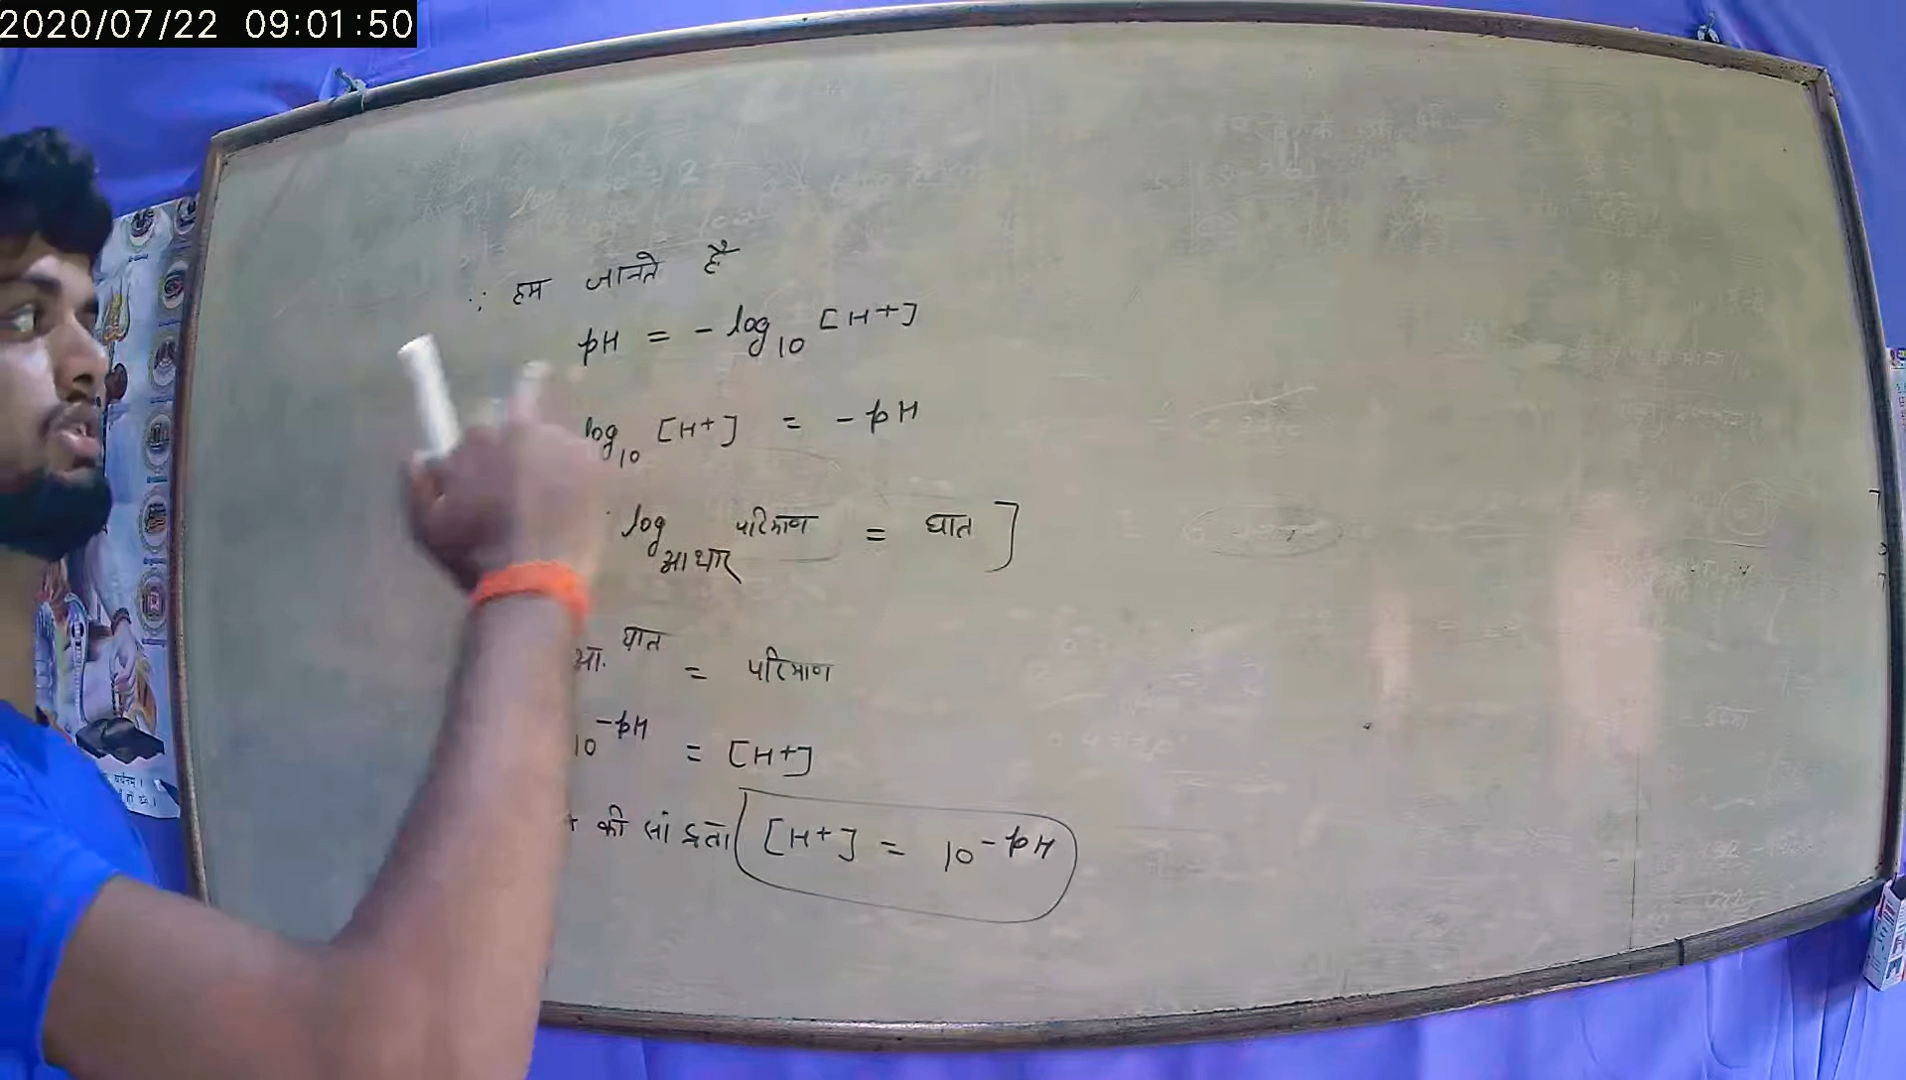 2020/07/22 09:01:50
∵ हम जानते है
pH = - log₁₀ [H+]
log₁₀ [H+] = - pH
log आधार परिमाण = घात ]
आ. घात = परिमाण
10^-pH = [H+]
+ की सांद्रता [H+] = 10^-pH